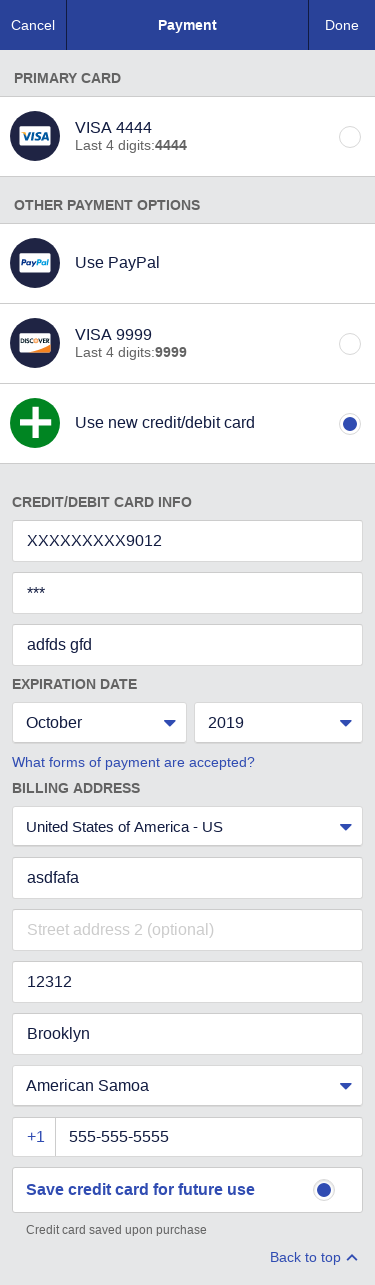 Cancel Payment Done
PRIMARY CARD
VISA
VISA 4444
Last 4 digits:4444
OTHER PAYMENT OPTIONS
PayPal
Use PayPal
DISCOVER
VISA 9999
Last 4 digits:9999
Use new credit/debit card
CREDIT/DEBIT CARD INFO
XXXXXXXXX9012
***
adfds gfd
EXPIRATION DATE
October 2019
What forms of payment are accepted?
BILLING ADDRESS
United States of America - US
asdfafa
Street address 2 (optional)
12312
Brooklyn
American Samoa
+1 555-555-5555
Save credit card for future use
Credit card saved upon purchase
Back to top